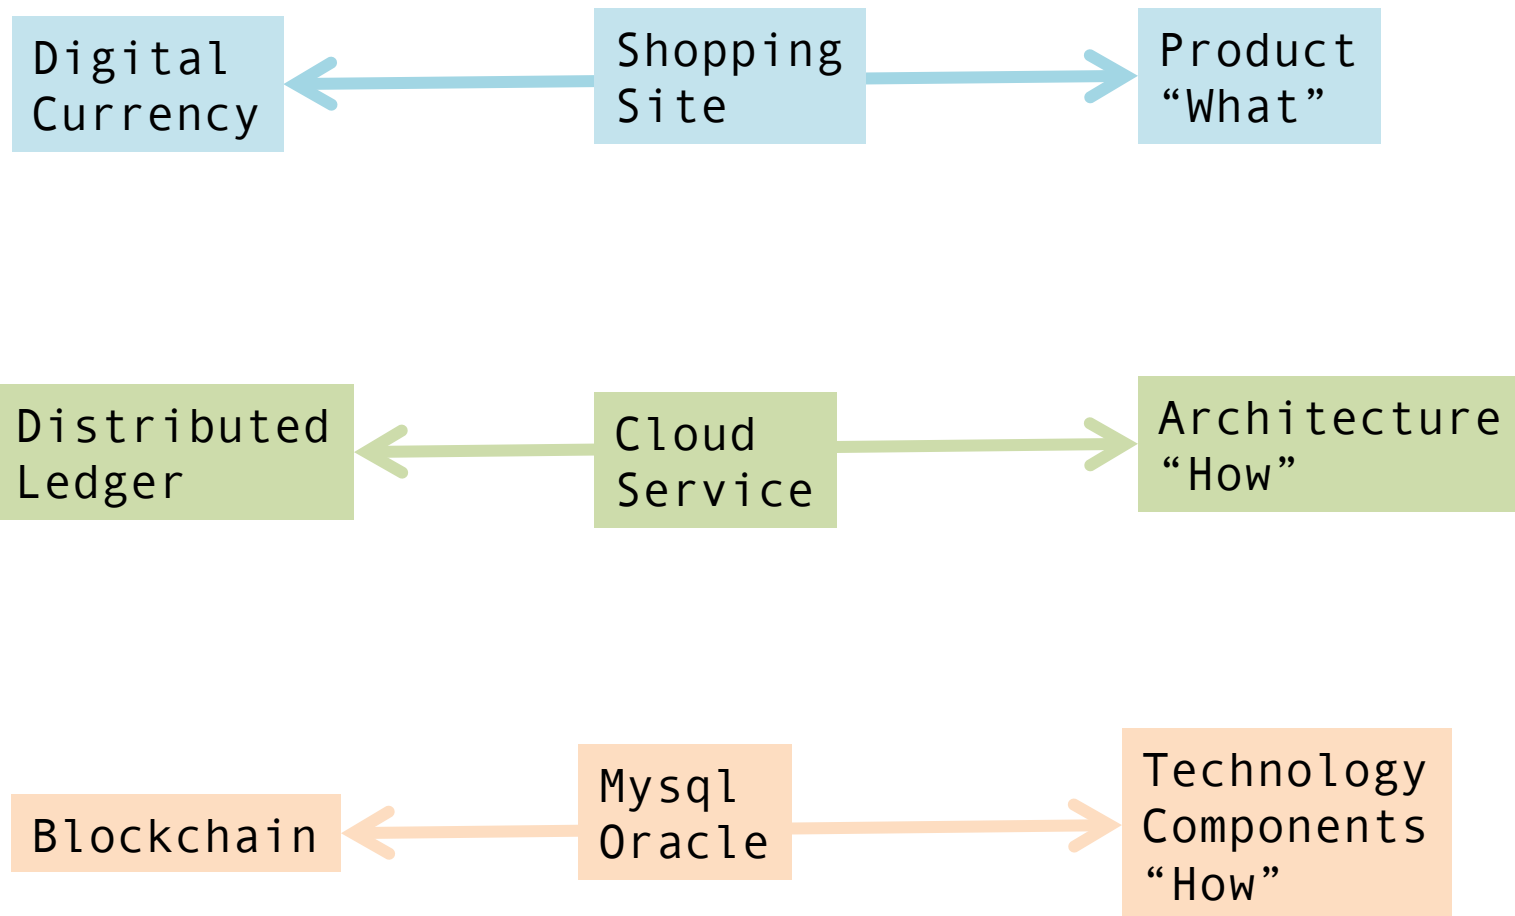 Digital
Currency
Shopping
Site
Product
“What”
Distributed
Ledger
Cloud
Service
Architecture
“How”
Blockchain
Mysql
Oracle
Technology
Components
“How”